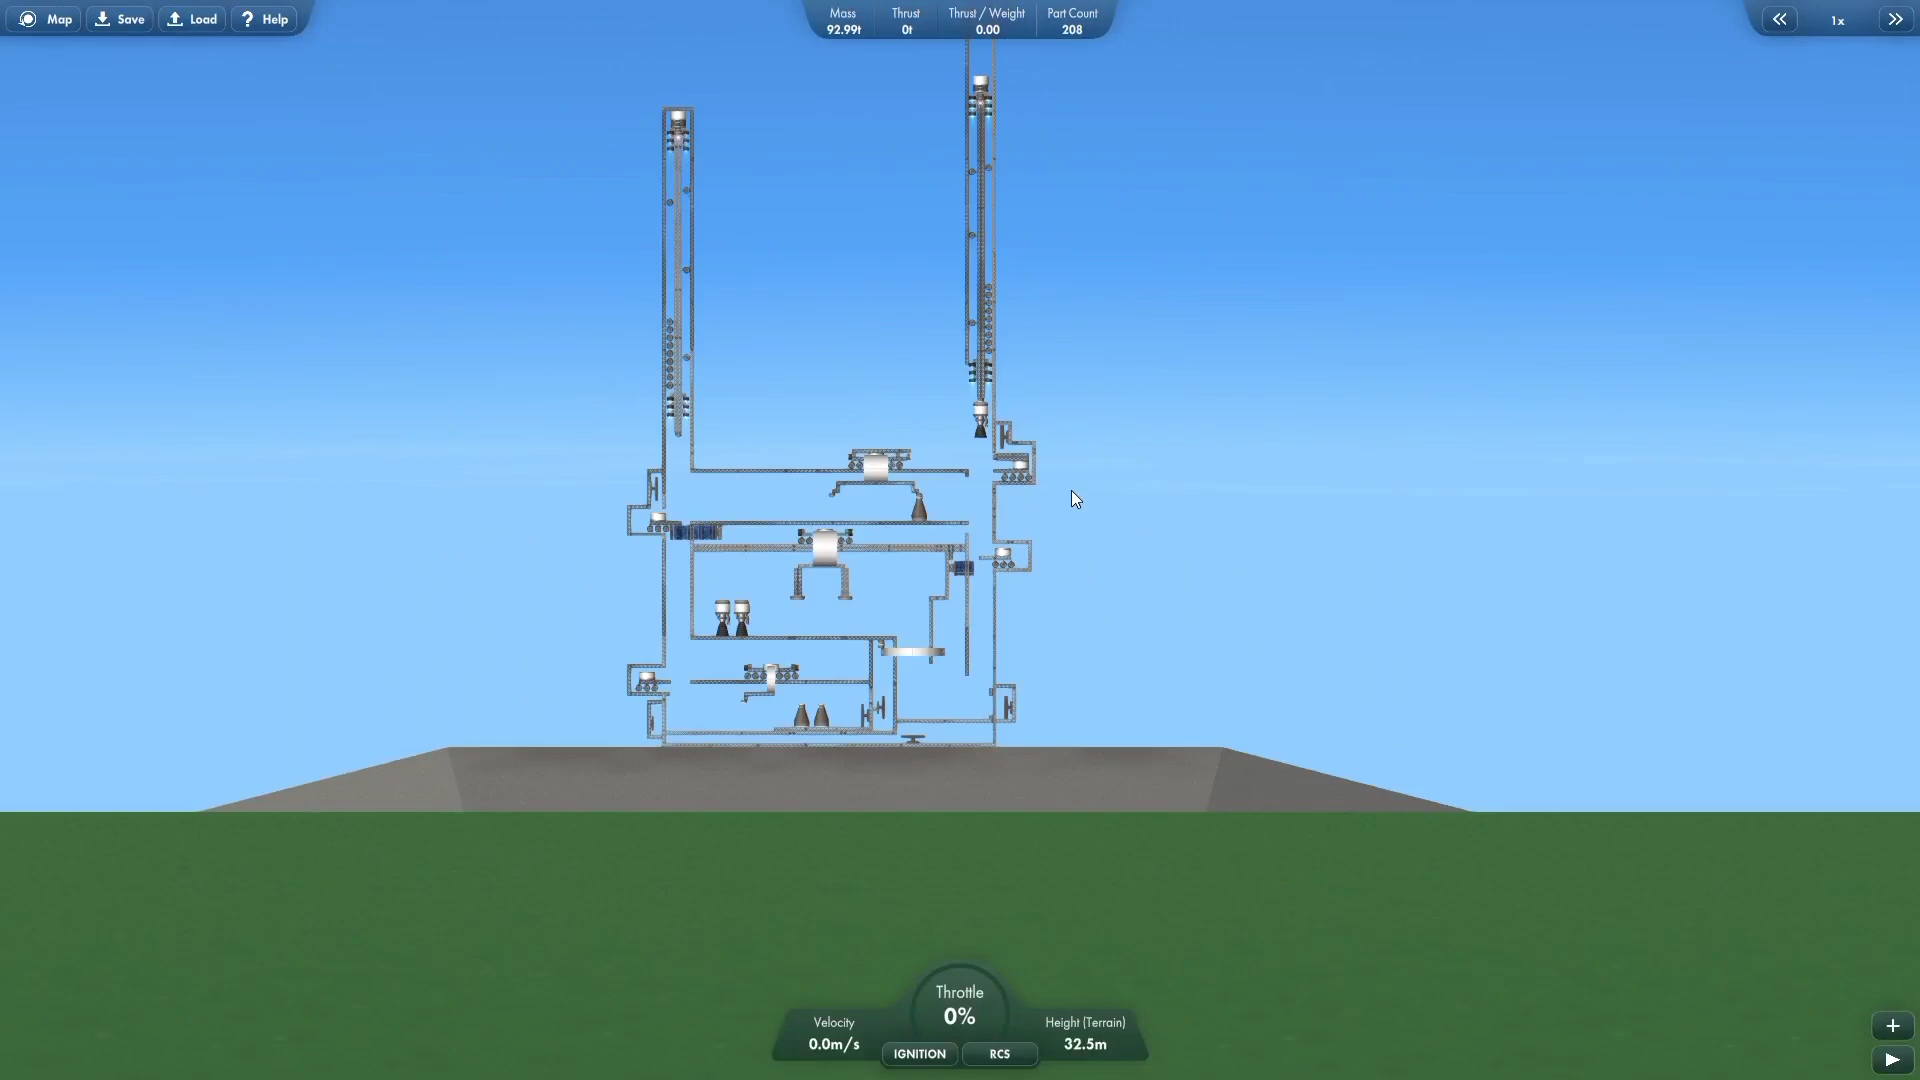 Map Save Load ? Help
Mass Thrust Thrust / Weight Part Count
92.99t 0t 0.00 208
1x
Throttle
0%
Velocity Height (Terrain)
0.0m/s 32.5m
IGNITION RCS